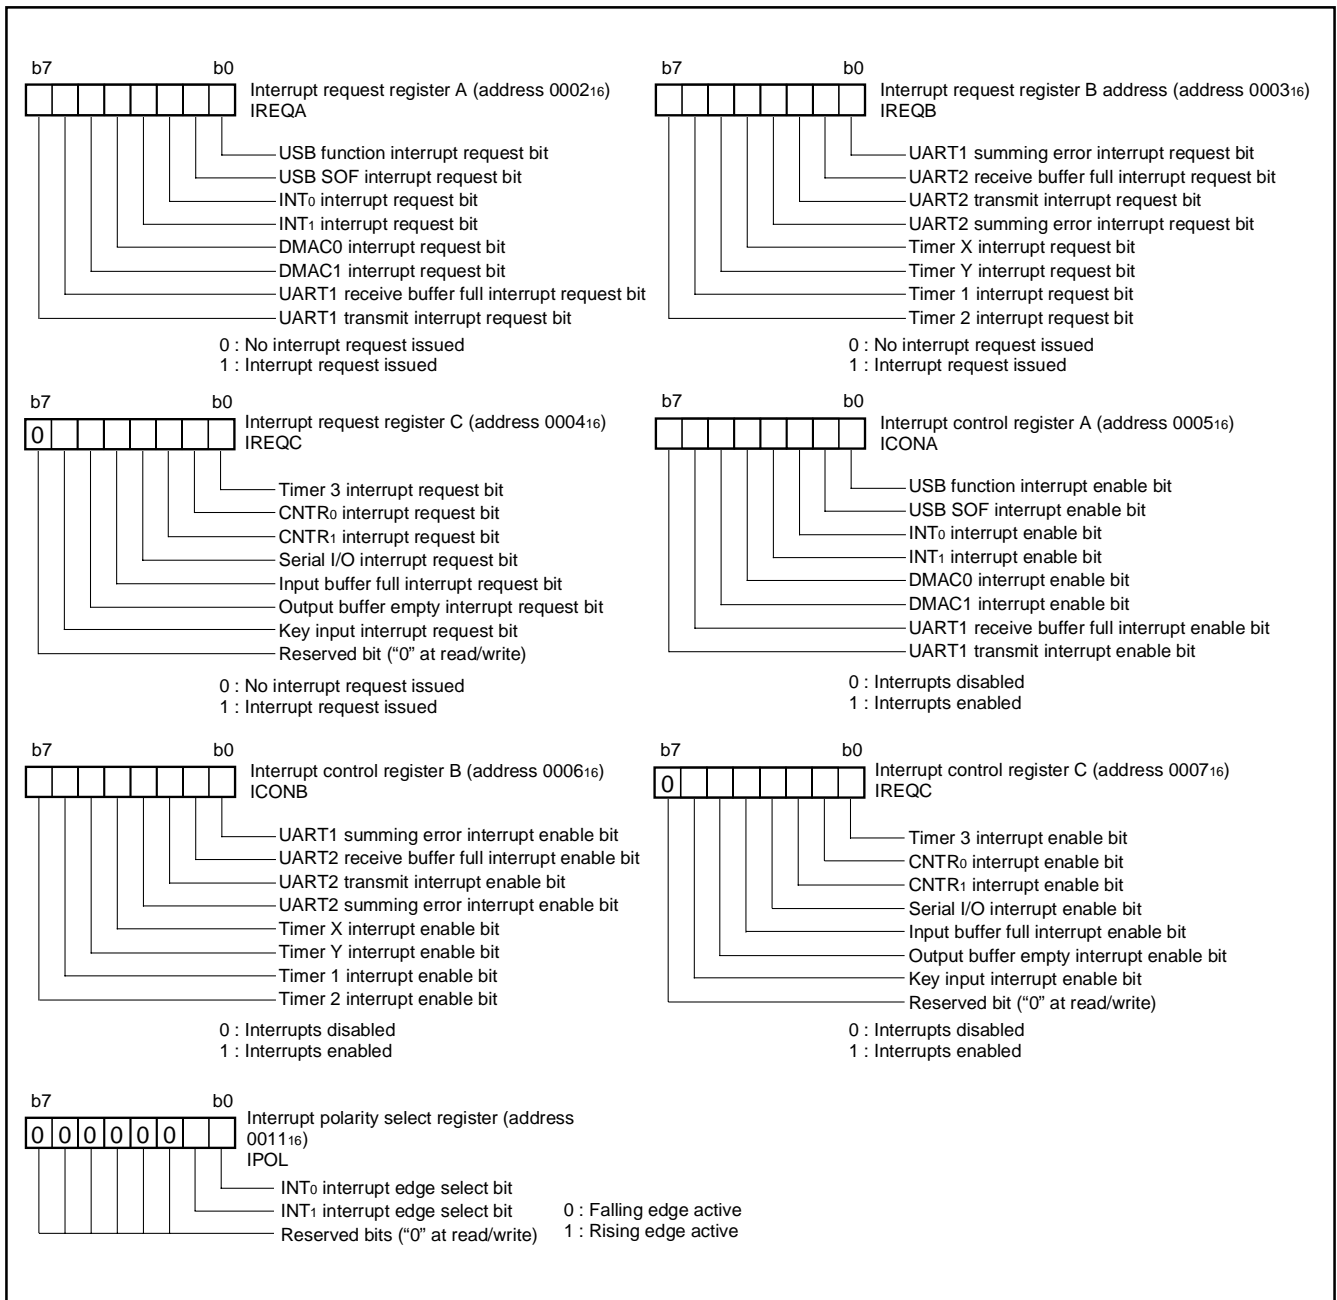 b7 b0
Interrupt request register A (address 0002₁₆)
IREQA
USB function interrupt request bit
USB SOF interrupt request bit
INT₀ interrupt request bit
INT₁ interrupt request bit
DMAC0 interrupt request bit
DMAC1 interrupt request bit
UART1 receive buffer full interrupt request bit
UART1 transmit interrupt request bit
0 : No interrupt request issued
1 : Interrupt request issued
b7 b0
Interrupt request register B address (address 0003₁₆)
IREQB
UART1 summing error interrupt request bit
UART2 receive buffer full interrupt request bit
UART2 transmit interrupt request bit
UART2 summing error interrupt request bit
Timer X interrupt request bit
Timer Y interrupt request bit
Timer 1 interrupt request bit
Timer 2 interrupt request bit
0 : No interrupt request issued
1 : Interrupt request issued
b7 b0
0
Interrupt request register C (address 0004₁₆)
IREQC
Timer 3 interrupt request bit
CNTR₀ interrupt request bit
CNTR₁ interrupt request bit
Serial I/O interrupt request bit
Input buffer full interrupt request bit
Output buffer empty interrupt request bit
Key input interrupt request bit
Reserved bit (“0” at read/write)
0 : No interrupt request issued
1 : Interrupt request issued
b7 b0
Interrupt control register A (address 0005₁₆)
ICONA
USB function interrupt enable bit
USB SOF interrupt enable bit
INT₀ interrupt enable bit
INT₁ interrupt enable bit
DMAC0 interrupt enable bit
DMAC1 interrupt enable bit
UART1 receive buffer full interrupt enable bit
UART1 transmit interrupt enable bit
0 : Interrupts disabled
1 : Interrupts enabled
b7 b0
Interrupt control register B (address 0006₁₆)
ICONB
UART1 summing error interrupt enable bit
UART2 receive buffer full interrupt enable bit
UART2 transmit interrupt enable bit
UART2 summing error interrupt enable bit
Timer X interrupt enable bit
Timer Y interrupt enable bit
Timer 1 interrupt enable bit
Timer 2 interrupt enable bit
0 : Interrupts disabled
1 : Interrupts enabled
b7 b0
0
Interrupt control register C (address 0007₁₆)
IREQC
Timer 3 interrupt enable bit
CNTR₀ interrupt enable bit
CNTR₁ interrupt enable bit
Serial I/O interrupt enable bit
Input buffer full interrupt enable bit
Output buffer empty interrupt enable bit
Key input interrupt enable bit
Reserved bit (“0” at read/write)
0 : Interrupts disabled
1 : Interrupts enabled
b7 b0
0 0 0 0 0 0
Interrupt polarity select register (address
0011₁₆)
IPOL
INT₀ interrupt edge select bit
INT₁ interrupt edge select bit
Reserved bits (“0” at read/write)
0 : Falling edge active
1 : Rising edge active